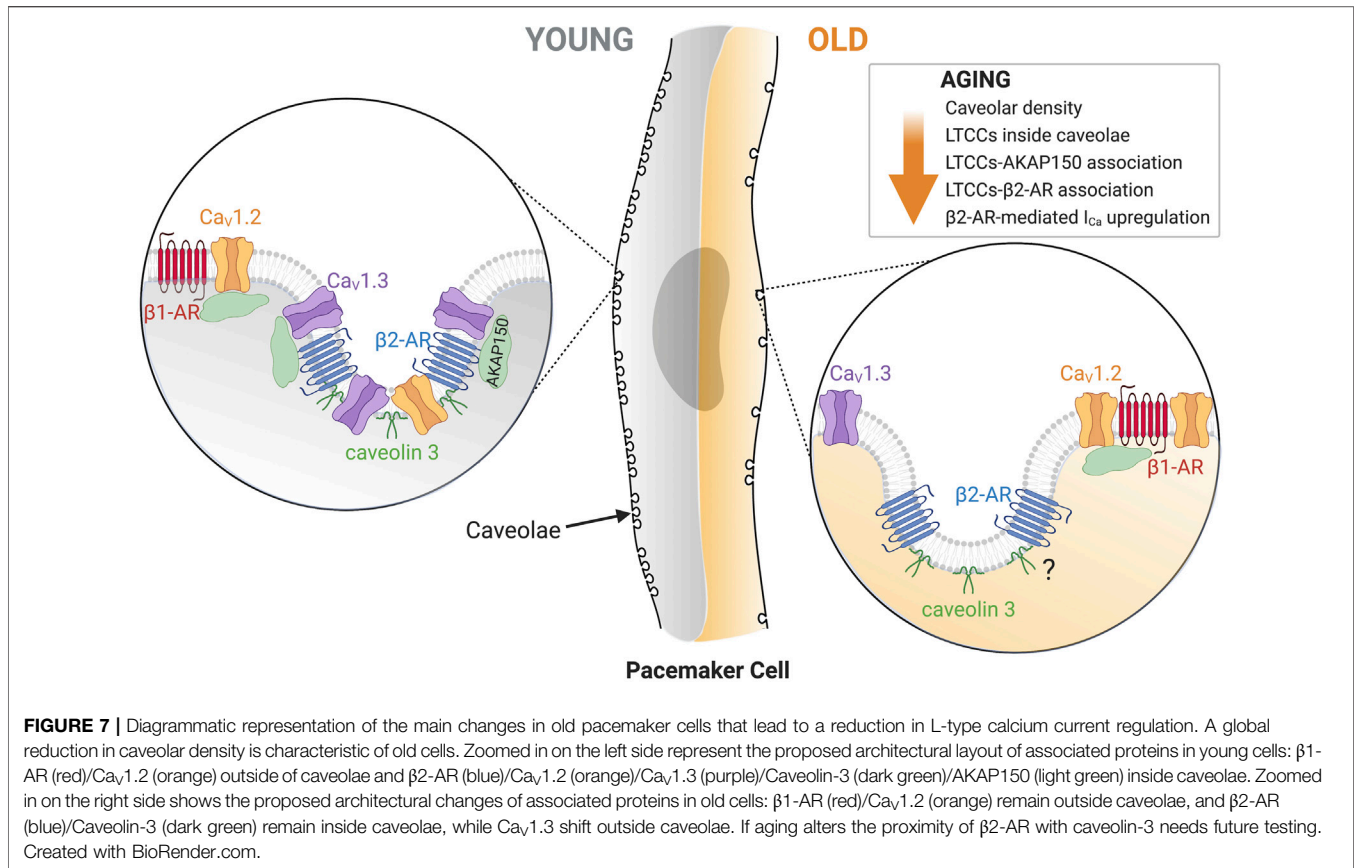 YOUNG
OLD
AGING
Caveolar density
LTCCs inside caveolae
LTCCs-AKAP150 association
LTCCs-β2-AR association
β2-AR-mediated ICa upregulation
CaV1.2
CaV1.3
β1-AR
β2-AR
AKAP150
caveolin 3
Caveolae
CaV1.3
CaV1.2
β2-AR
β1-AR
?
caveolin 3
Pacemaker Cell
FIGURE 7 | Diagrammatic representation of the main changes in old pacemaker cells that lead to a reduction in L-type calcium current regulation. A global
reduction in caveolar density is characteristic of old cells. Zoomed in on the left side represent the proposed architectural layout of associated proteins in young cells: β1-
AR (red)/CaV1.2 (orange) outside of caveolae and β2-AR (blue)/CaV1.2 (orange)/CaV1.3 (purple)/Caveolin-3 (dark green)/AKAP150 (light green) inside caveolae. Zoomed
in on the right side shows the proposed architectural changes of associated proteins in old cells: β1-AR (red)/CaV1.2 (orange) remain outside caveolae, and β2-AR
(blue)/Caveolin-3 (dark green) remain inside caveolae, while CaV1.3 shift outside caveolae. If aging alters the proximity of β2-AR with caveolin-3 needs future testing.
Created with BioRender.com.